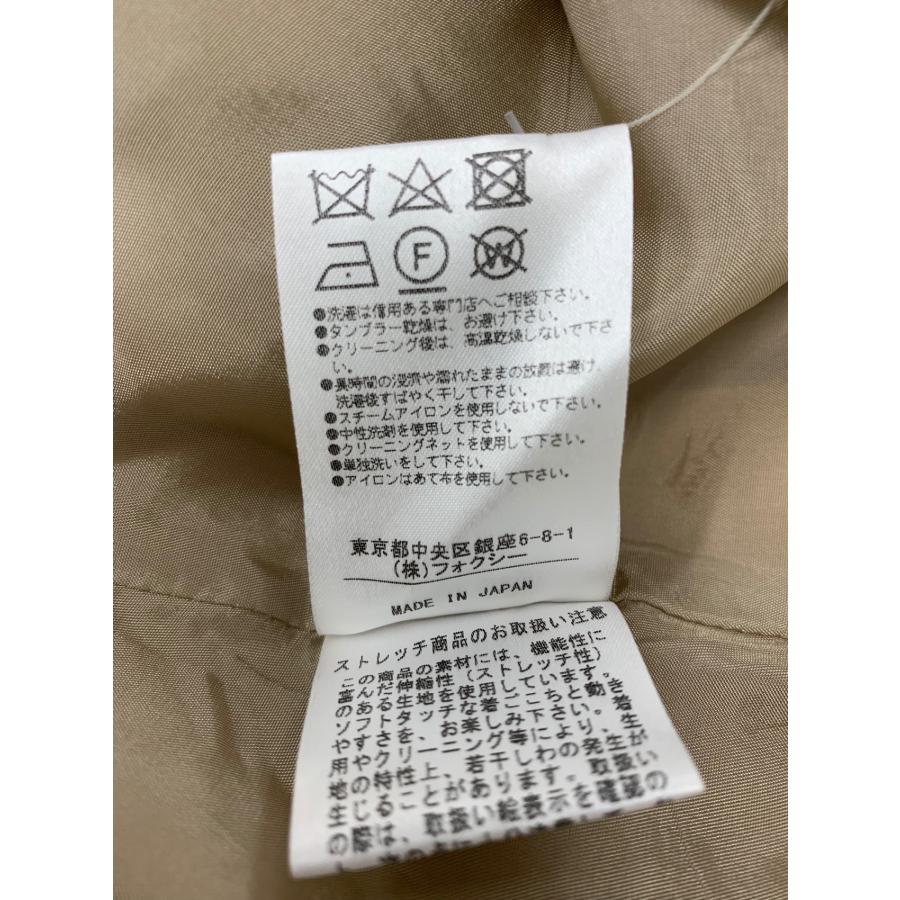 F
W
●洗濯は信用ある専門店へご相談下さい。
●タンブラー乾燥は、お避け下さい。
●クリーニング後は、高温乾燥しないで下さ
い。
●長時間の浸漬や濡れたままの放置は避け、
洗濯後すばやく干して下さい。
●スチームアイロンを使用しないで下さい。
●中性洗剤を使用して下さい。
●クリーニングネットを使用して下さい。
●単独洗いをして下さい。
●アイロンはあて布を使用して下さい。
東京都中央区銀座6-8-1
(株)フォクシー
MADE IN JAPAN
ストレッチ商品のお取扱い注意
この商品の素材には、機能性に
富んだ伸縮性(ストレッチ性)
のある地を使用しています。
ソフトなタッチな着ごこちと動き
やすさを、お楽しみ下さい。着
用やクリーニング等により、生
地の特性上、若干しわの発生が
生じることがあります。取扱い
の際は、取扱い絵表示を確認の